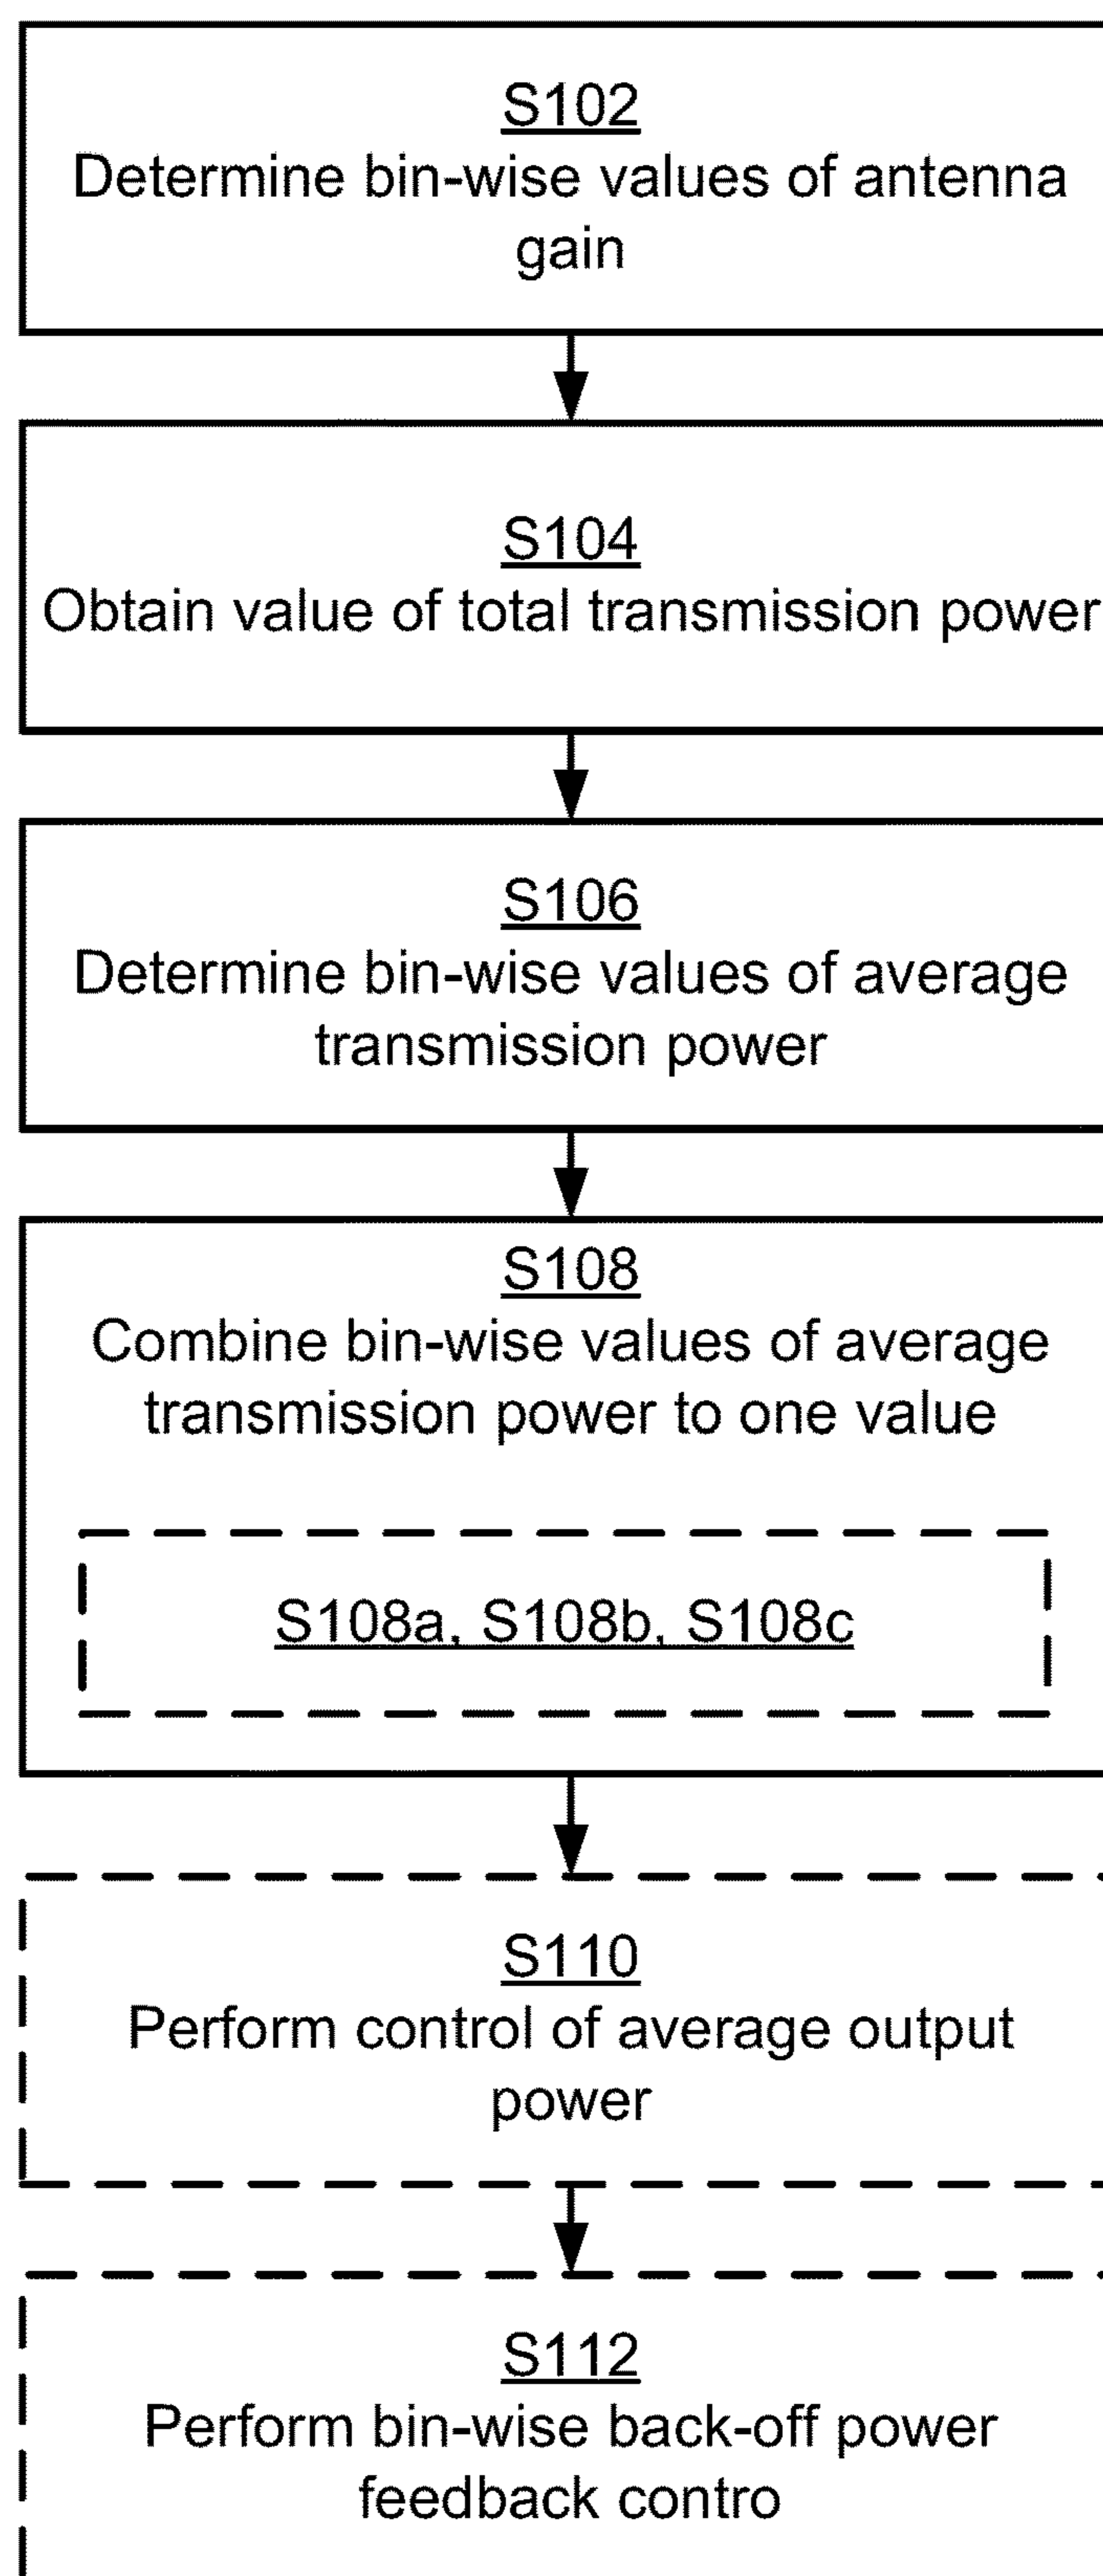 S102
Determine bin-wise values of antenna
gain
S104
Obtain value of total transmission power
S106
Determine bin-wise values of average
transmission power
S108
Combine bin-wise values of average
transmission power to one value
S108a, S108b, S108c
S110
Perform control of average output
power
S112
Perform bin-wise back-off power
feedback contro